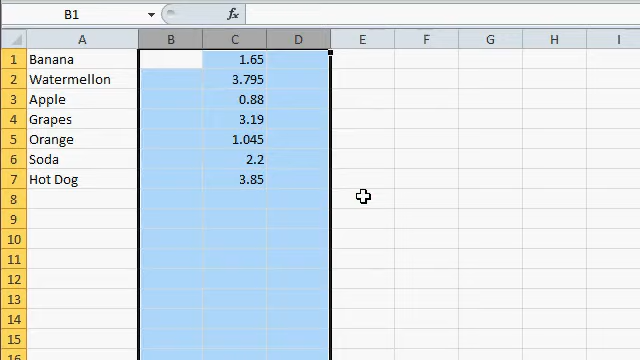 B1 fx
A B C D E F G H I
1 Banana 1.65
2 Watermellon 3.795
3 Apple 0.88
4 Grapes 3.19
5 Orange 1.045
6 Soda 2.2
7 Hot Dog 3.85
8
9
10
11
12
13
14
15
16